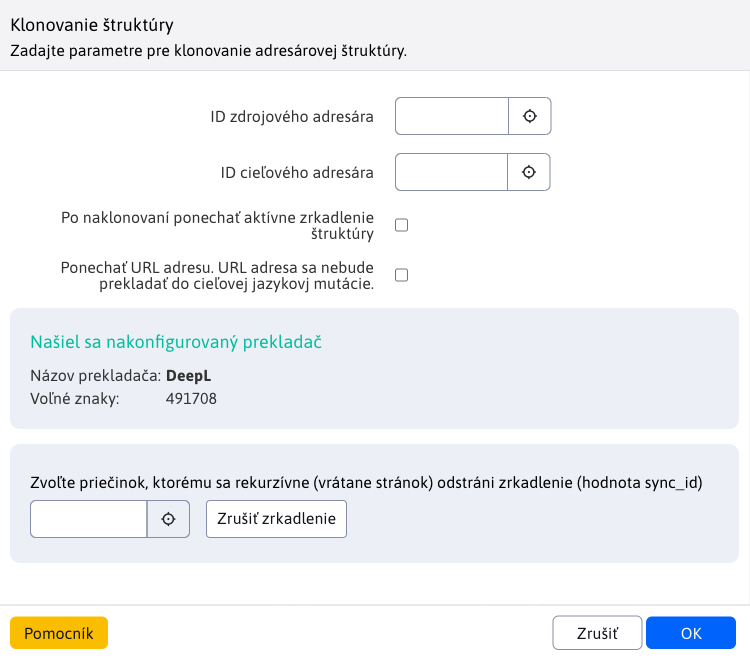 Klonovanie štruktúry
Zadajte parametre pre klonovanie adresárovej štruktúry.
ID zdrojového adresára
ID cieľového adresára
Po naklonovaní ponechať aktívne zrkadlenie
štruktúry
Ponechať URL adresu. URL adresa sa nebude
prekladať do cieľovej jazykovj mutácie.
Našiel sa nakonfigurovaný prekladač
Názov prekladača: DeepL
Voľné znaky: 491708
Zvoľte priečinok, ktorému sa rekurzívne (vrátane stránok) odstráni zrkadlenie (hodnota sync_id)
Zrušiť zrkadlenie
Pomocník
Zrušiť
OK